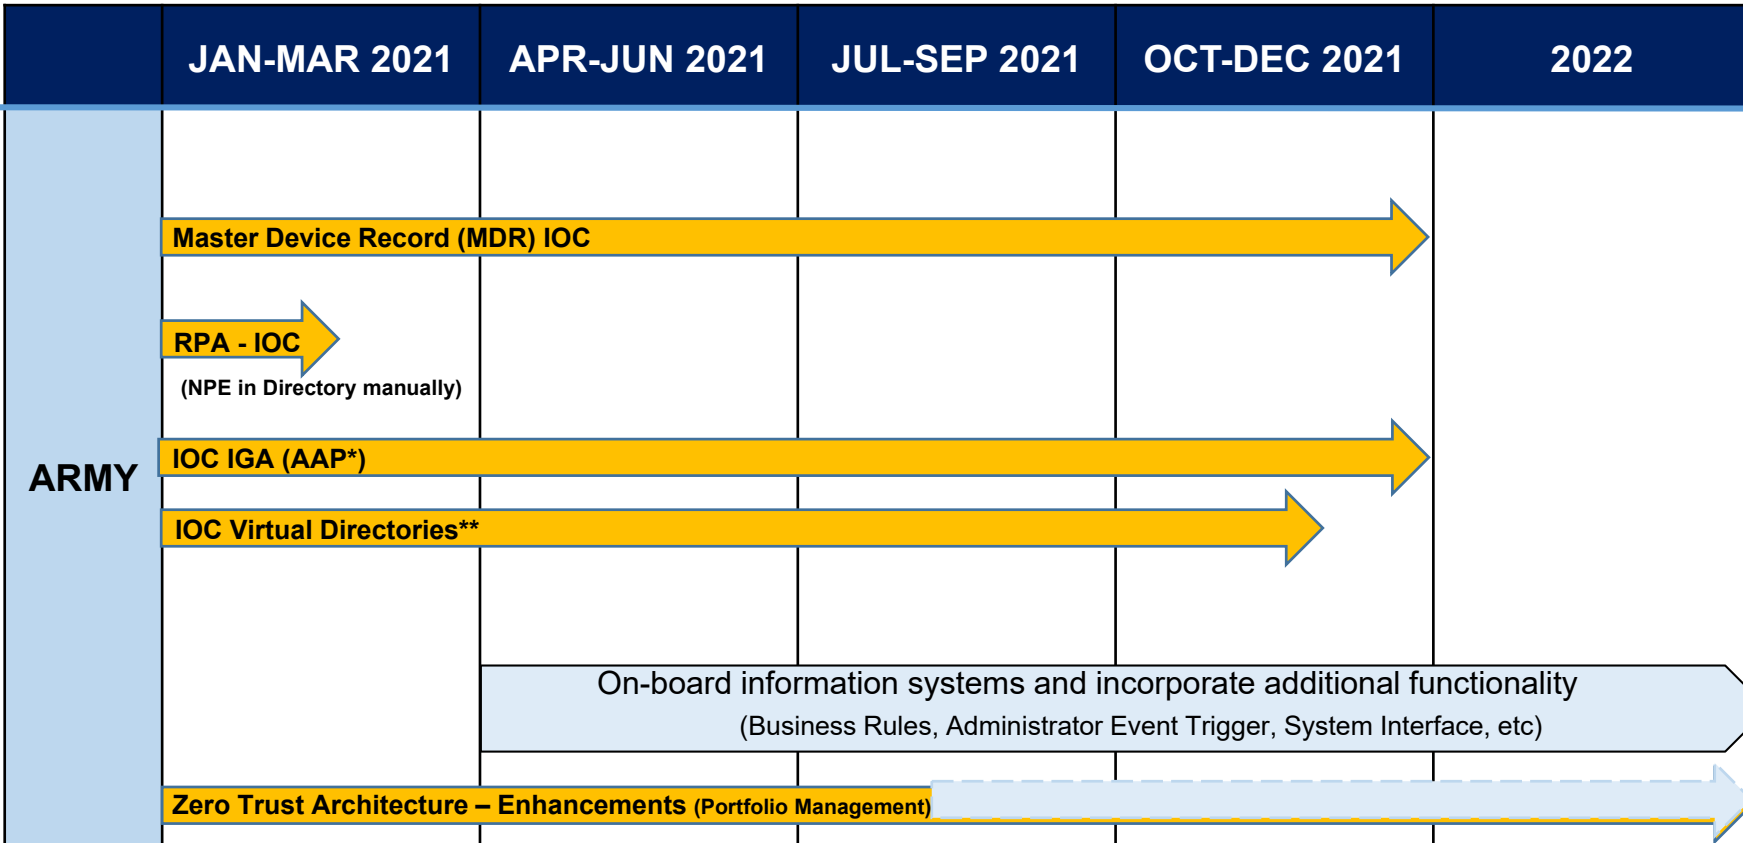 JAN-MAR 2021 APR-JUN 2021 JUL-SEP 2021 OCT-DEC 2021 2022
Master Device Record (MDR) IOC
RPA - IOC
(NPE in Directory manually)
IOC IGA (AAP*)
ARMY
IOC Virtual Directories**
On-board information systems and incorporate additional functionality
(Business Rules, Administrator Event Trigger, System Interface, etc)
Zero Trust Architecture – Enhancements (Portfolio Management)